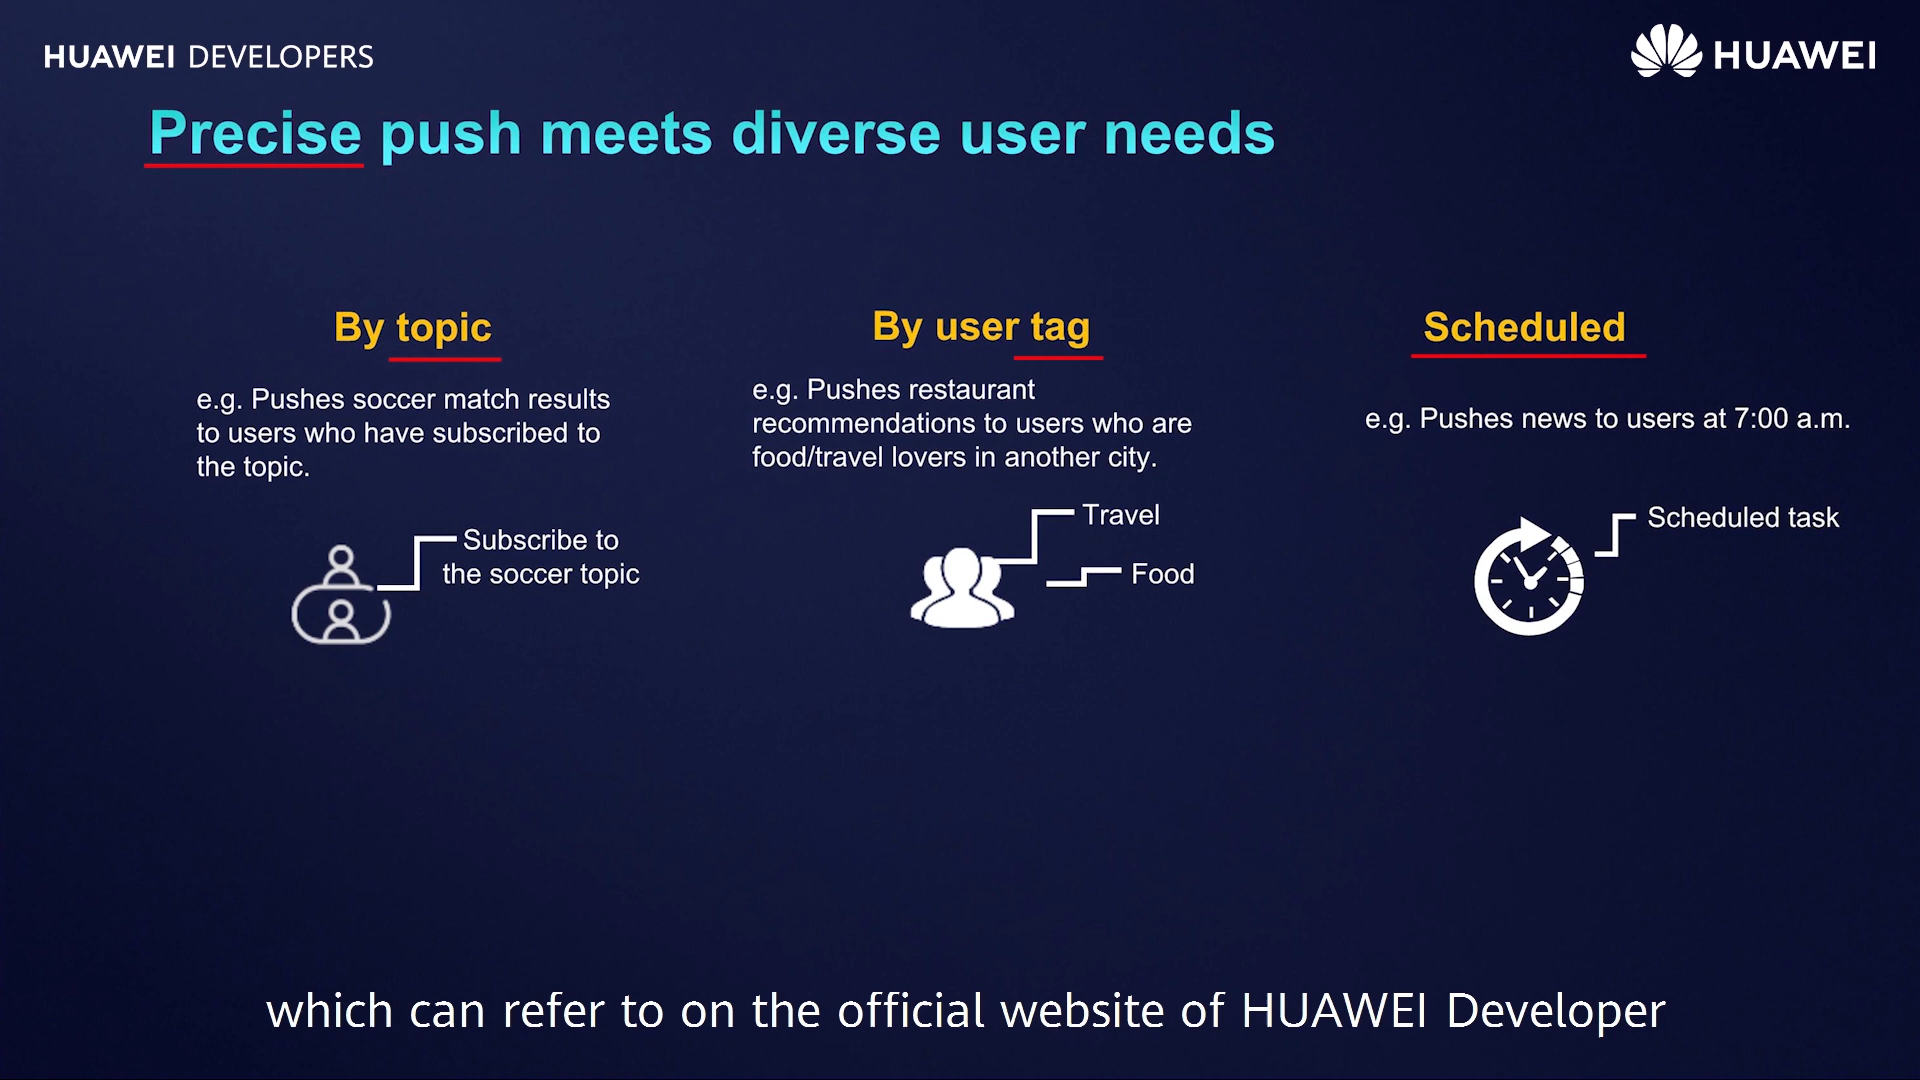 HUAWEI DEVELOPERS
HUAWEI
Precise push meets diverse user needs
By topic
e.g. Pushes soccer match results
to users who have subscribed to
the topic.
Subscribe to
the soccer topic
By user tag
e.g. Pushes restaurant
recommendations to users who are
food/travel lovers in another city.
Travel
Food
Scheduled
e.g. Pushes news to users at 7:00 a.m.
Scheduled task
which can refer to on the official website of HUAWEI Developer